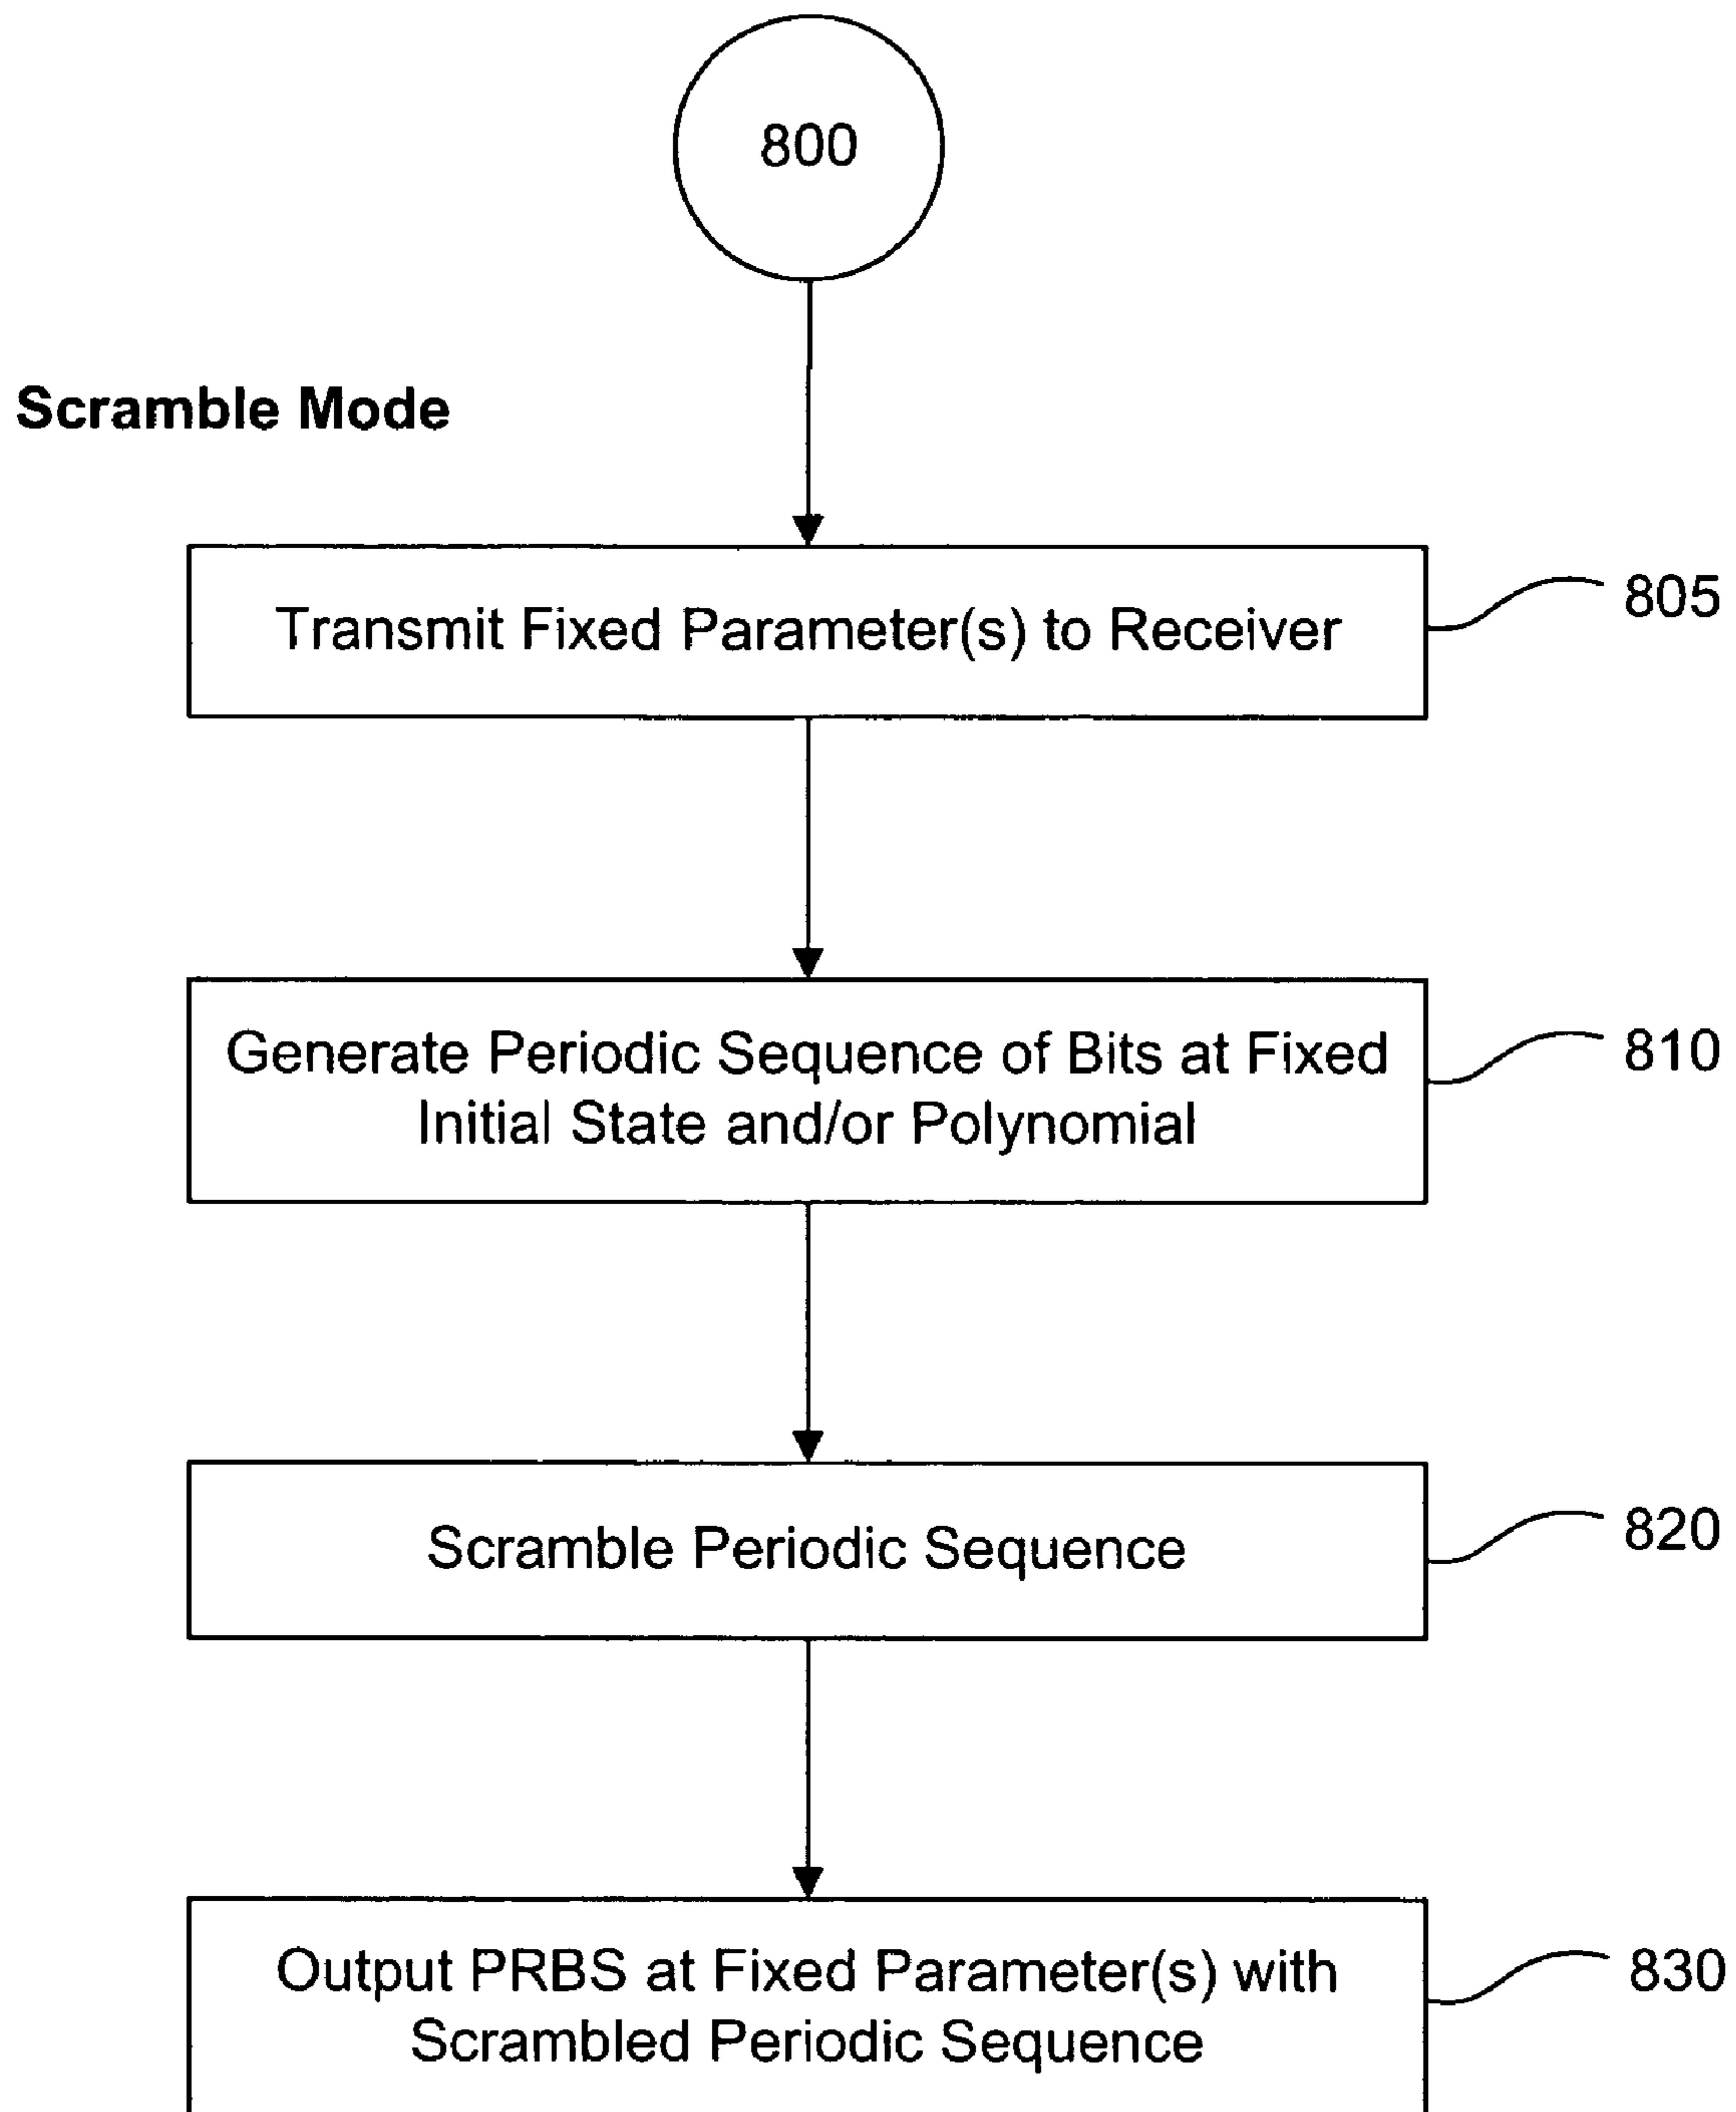 800
Scramble Mode
Transmit Fixed Parameter(s) to Receiver
805
Generate Periodic Sequence of Bits at Fixed
Initial State and/or Polynomial
810
Scramble Periodic Sequence
820
Output PRBS at Fixed Parameter(s) with
Scrambled Periodic Sequence
830